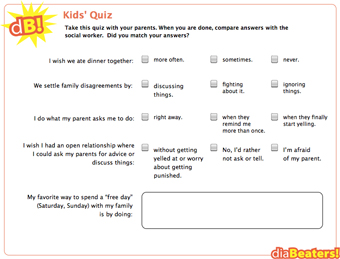 dB!
Kids' Quiz
Take this quiz with your parents. When you are done, compare answers with the
social worker. Did you match your answers?
I wish we ate dinner together:
more often.
sometimes.
never.
We settle family disagreements by:
discussing
things.
fighting
about it.
ignoring
things.
I do what my parent asks me to do:
right away.
when they
remind me
more than once.
when they finally
start yelling.
I wish I had an open relationship where
I could ask my parents for advice or
discuss things:
without getting
yelled at or worry
about getting
punished.
No, I'd rather
not ask or tell.
I'm afraid
of my parent.
My favorite way to spend a "free day"
(Saturday, Sunday) with my family
is by doing:
diaBeaters!